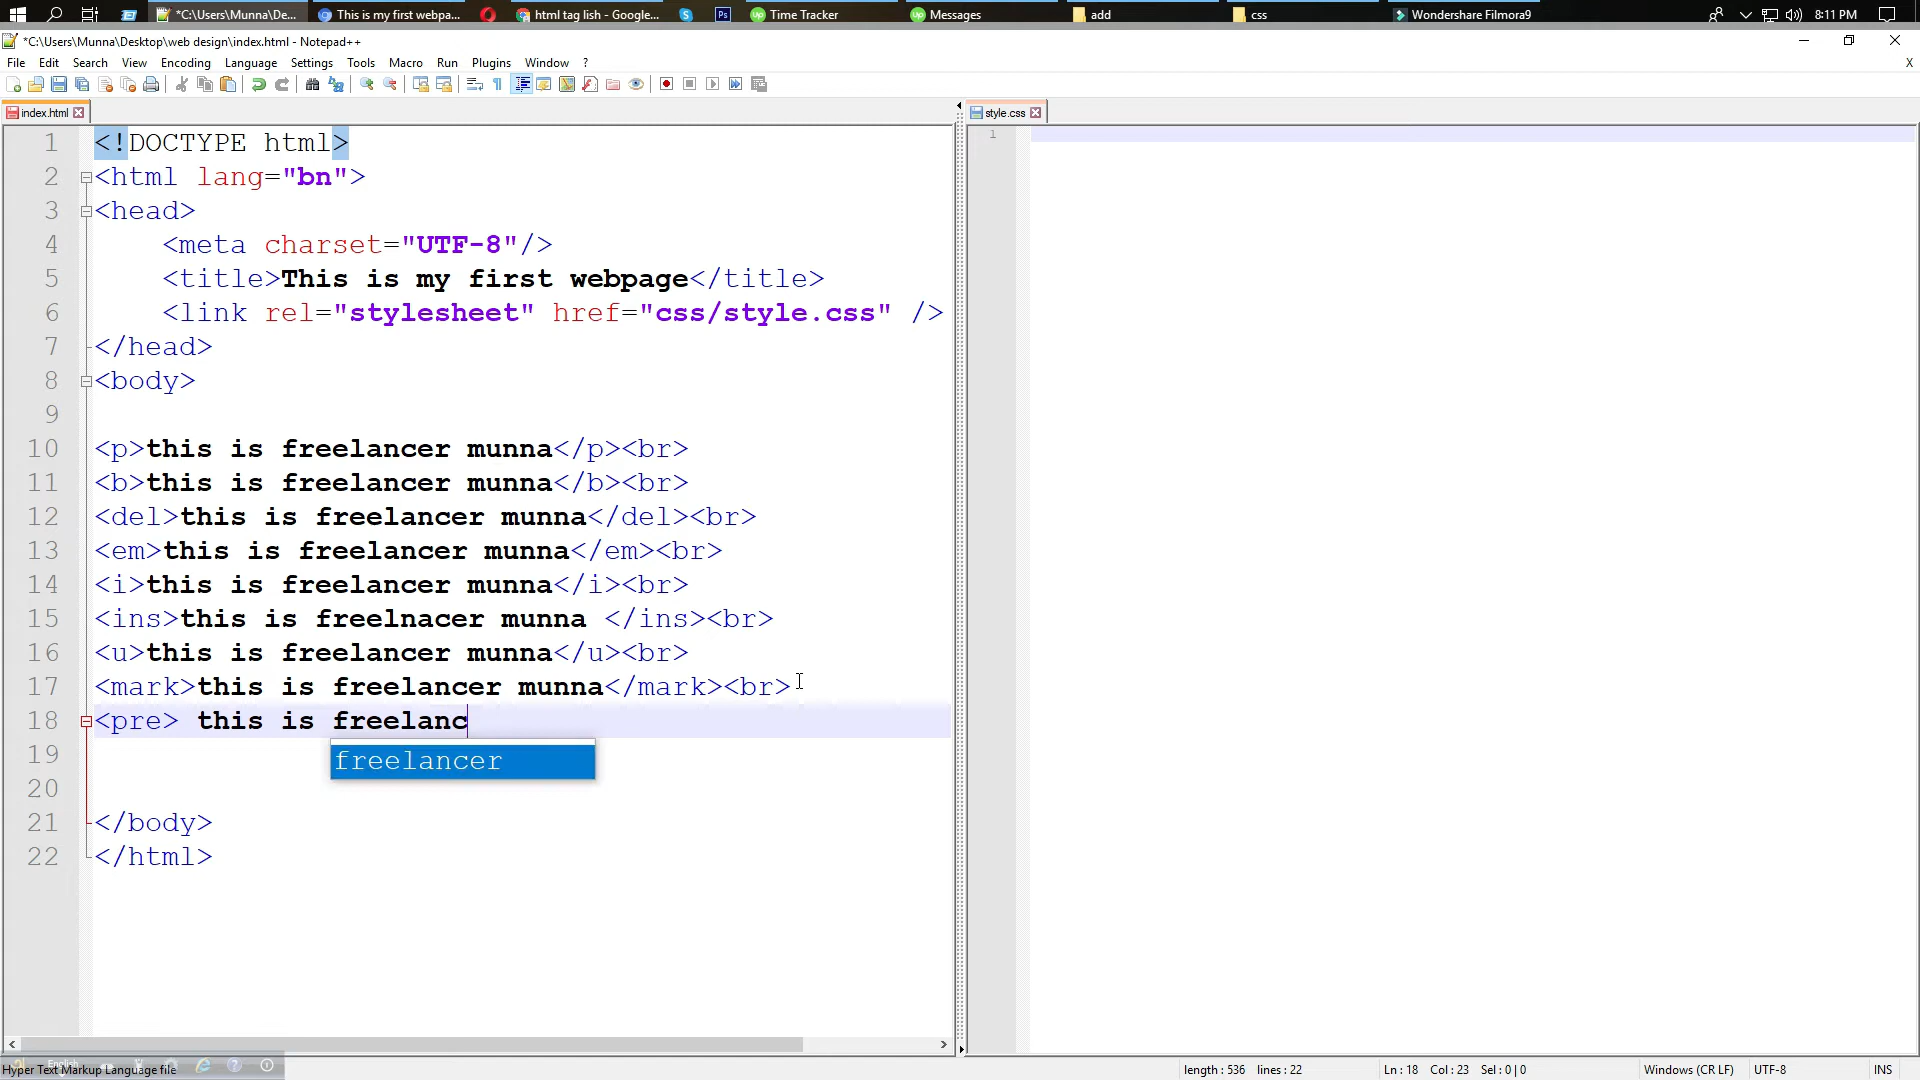 *C:\Users\Munna\De...
This is my first webpa...
html tag lish - Google...
Time Tracker
Messages
add
css
Wondershare Filmora9
8:11 PM
*C:\Users\Munna\Desktop\web design\index.html - Notepad++
File Edit Search View Encoding Language Settings Tools Macro Run Plugins Window ? X
index.html
style.css
1 <!DOCTYPE html>
2 <html lang="bn">
3 <head>
4 <meta charset="UTF-8"/>
5 <title>This is my first webpage</title>
6 <link rel="stylesheet" href="css/style.css" />
7 </head>
8 <body>
9
10 <p>this is freelancer munna</p><br>
11 <b>this is freelancer munna</b><br>
12 <del>this is freelancer munna</del><br>
13 <em>this is freelancer munna</em><br>
14 <i>this is freelancer munna</i><br>
15 <ins>this is freelnacer munna </ins><br>
16 <u>this is freelancer munna</u><br>
17 <mark>this is freelancer munna</mark><br>
18 <pre> this is freelanc
19 freelancer
20
21 </body>
22 </html>
1
English
Hyper Text Markup Language file
length : 536 lines : 22
Ln : 18 Col : 23 Sel : 0 | 0
Windows (CR LF)
UTF-8
INS